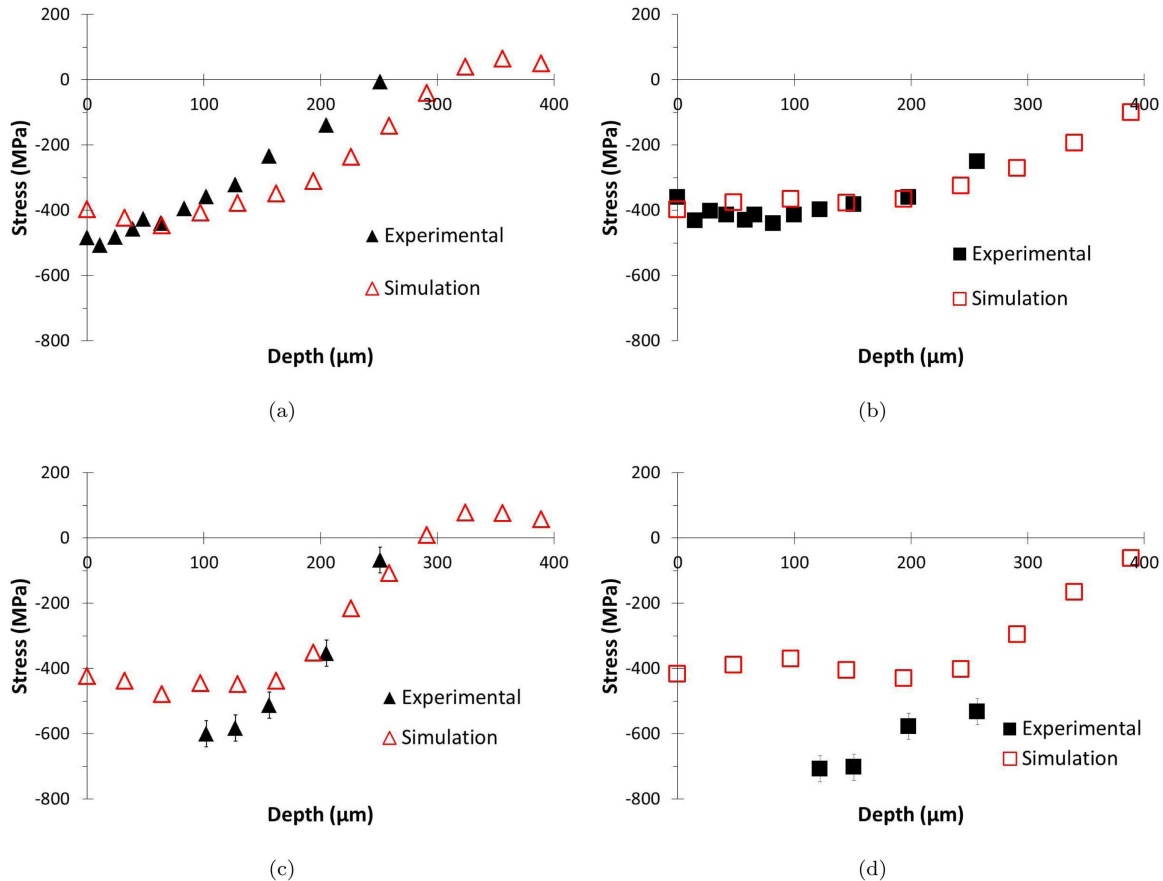 200
0
-200
-400
-600
-800
0
100
200
300
400
Stress (MPa)
Depth (μm)
Experimental
Simulation
(a)
200
0
-200
-400
-600
-800
0
100
200
300
400
Stress (MPa)
Depth (μm)
Experimental
Simulation
(b)
200
0
-200
-400
-600
-800
0
100
200
300
400
Stress (MPa)
Depth (μm)
Experimental
Simulation
(c)
200
0
-200
-400
-600
-800
0
100
200
300
400
Stress (MPa)
Depth (μm)
Experimental
Simulation
(d)